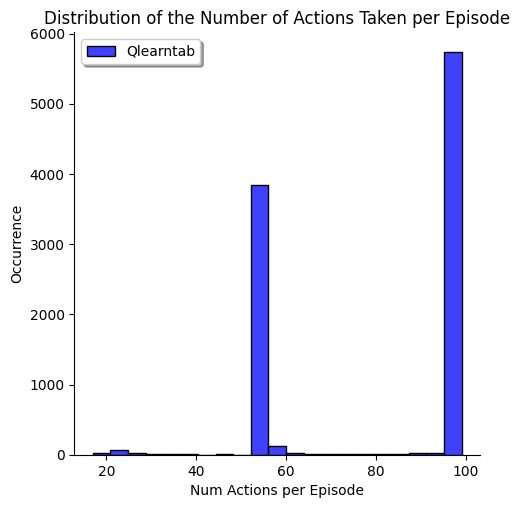 Distribution of the Number of Actions Taken per Episode
Qlearntab
6000
5000
4000
3000
2000
1000
0
Occurrence
20 40 60 80 100
Num Actions per Episode